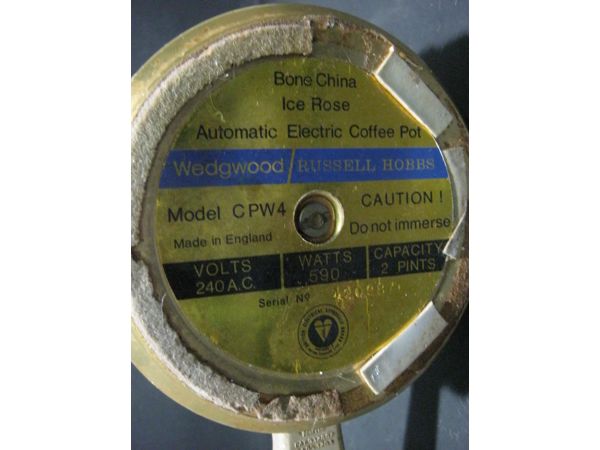 Bone China
Ice Rose
Automatic Electric Coffee Pot
Wedgwood / RUSSELL HOBBS
Model CPW4
CAUTION !
Made in England
Do not immerse
VOLTS
240 A.C.
WATTS
590
CAPACITY
2 PINTS
Serial No